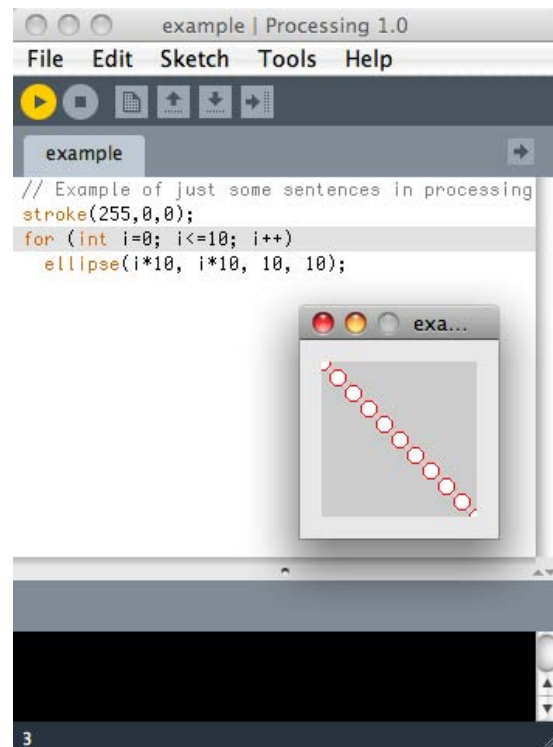 example | Processing 1.0
File Edit Sketch Tools Help
example
// Example of just some sentences in processing
stroke(255,0,0);
for (int i=0; i<=10; i++)
  ellipse(i*10, i*10, 10, 10);
exa...
3